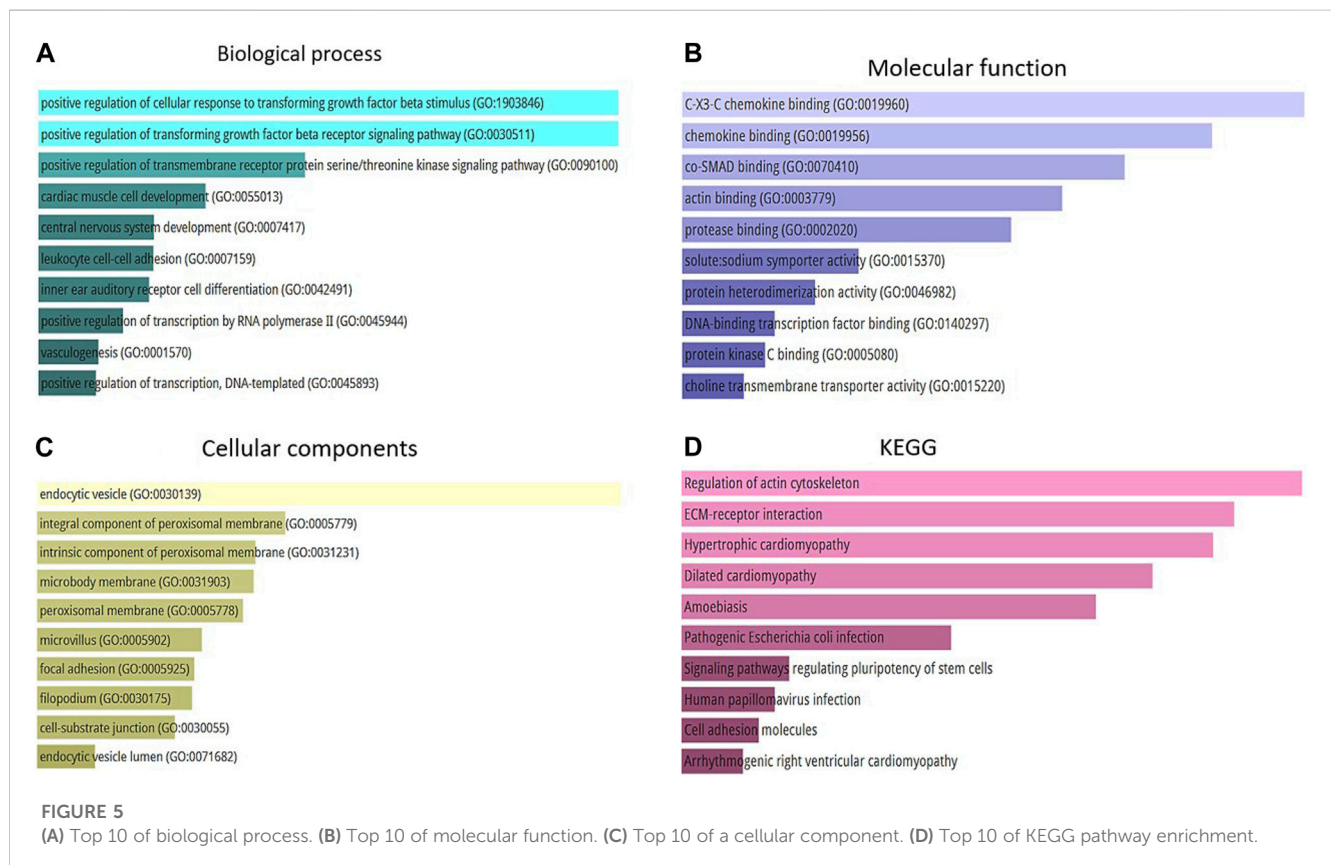 A
Biological process
positive regulation of cellular response to transforming growth factor beta stimulus (GO:1903846)
positive regulation of transforming growth factor beta receptor signaling pathway (GO:0030511)
positive regulation of transmembrane receptor protein serine/threonine kinase signaling pathway (GO:0090100)
cardiac muscle cell development (GO:0055013)
central nervous system development (GO:0007417)
leukocyte cell-cell adhesion (GO:0007159)
inner ear auditory receptor cell differentiation (GO:0042491)
positive regulation of transcription by RNA polymerase II (GO:0045944)
vasculogenesis (GO:0001570)
positive regulation of transcription, DNA-templated (GO:0045893)
B
Molecular function
C-X3-C chemokine binding (GO:0019960)
chemokine binding (GO:0019956)
co-SMAD binding (GO:0070410)
actin binding (GO:0003779)
protease binding (GO:0002020)
solute:sodium symporter activity (GO:0015370)
protein heterodimerization activity (GO:0046982)
DNA-binding transcription factor binding (GO:0140297)
protein kinase C binding (GO:0005080)
choline transmembrane transporter activity (GO:0015220)
C
Cellular components
endocytic vesicle (GO:0030139)
integral component of peroxisomal membrane (GO:0005779)
intrinsic component of peroxisomal membrane (GO:0031231)
microbody membrane (GO:0031903)
peroxisomal membrane (GO:0005778)
microvillus (GO:0005902)
focal adhesion (GO:0005925)
filopodium (GO:0030175)
cell-substrate junction (GO:0030055)
endocytic vesicle lumen (GO:0071682)
D
KEGG
Regulation of actin cytoskeleton
ECM-receptor interaction
Hypertrophic cardiomyopathy
Dilated cardiomyopathy
Amoebiasis
Pathogenic Escherichia coli infection
Signaling pathways regulating pluripotency of stem cells
Human papillomavirus infection
Cell adhesion molecules
Arrhythmogenic right ventricular cardiomyopathy
FIGURE 5
(A) Top 10 of biological process. (B) Top 10 of molecular function. (C) Top 10 of a cellular component. (D) Top 10 of KEGG pathway enrichment.